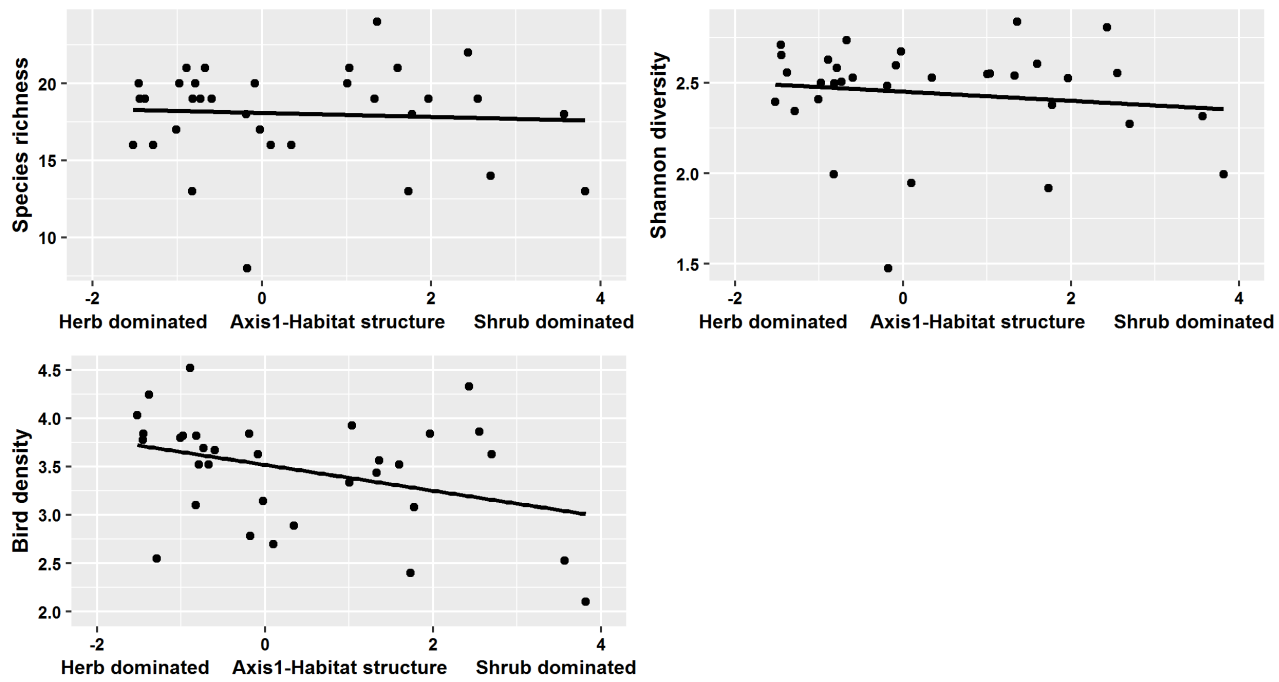 Species richness
20
15
10
-2 0 2 4
Herb dominated Axis1-Habitat structure Shrub dominated
Shannon diversity
2.5
2.0
1.5
-2 0 2 4
Herb dominated Axis1-Habitat structure Shrub dominated
Bird density
4.5
4.0
3.5
3.0
2.5
2.0
-2 0 2 4
Herb dominated Axis1-Habitat structure Shrub dominated